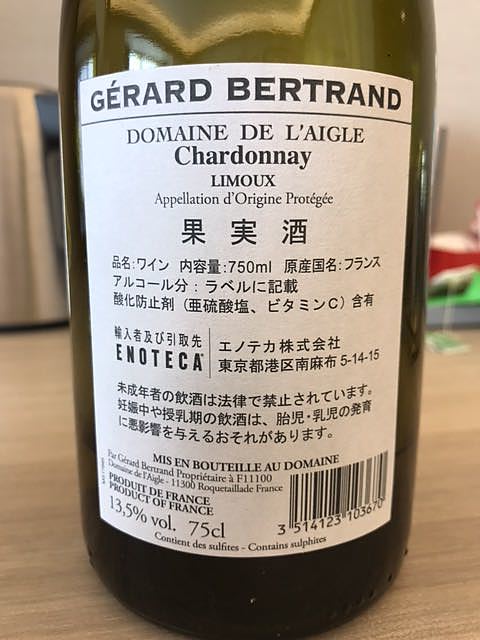 GÉRARD BERTRAND
DOMAINE DE L'AIGLE
Chardonnay
LIMOUX
Appellation d'Origine Protégée
果実酒
品名:ワイン 内容量:750ml 原産国名:フランス
アルコール分:ラベルに記載
酸化防止剤(亜硫酸塩、ビタミンC)含有
輸入者及び引取先
ENOTECA
エノテカ株式会社
東京都港区南麻布 5-14-15
未成年者の飲酒は法律で禁止されています。
妊娠中や授乳期の飲酒は、胎児・乳児の発育
に悪影響を与えるおそれがあります。
MIS EN BOUTEILLE AU DOMAINE
Par Gérard Bertrand Propriétaire à F11100
Domaine de l'Aigle - 11300 Roquetaillade France
PRODUIT DE FRANCE
PRODUCT OF FRANCE
13,5% vol. 75cl
Contient des sulfites - Contains sulphites
3 514123 103670